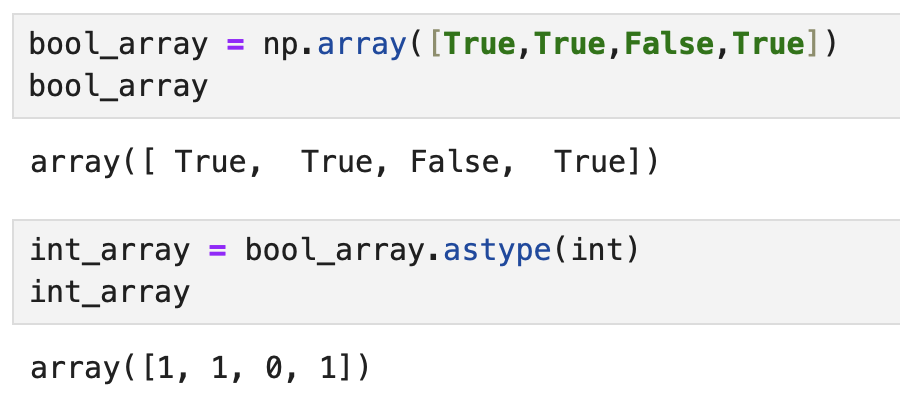 bool_array = np.array([True,True,False,True])
bool_array
array([ True,  True, False,  True])
int_array = bool_array.astype(int)
int_array
array([1, 1, 0, 1])